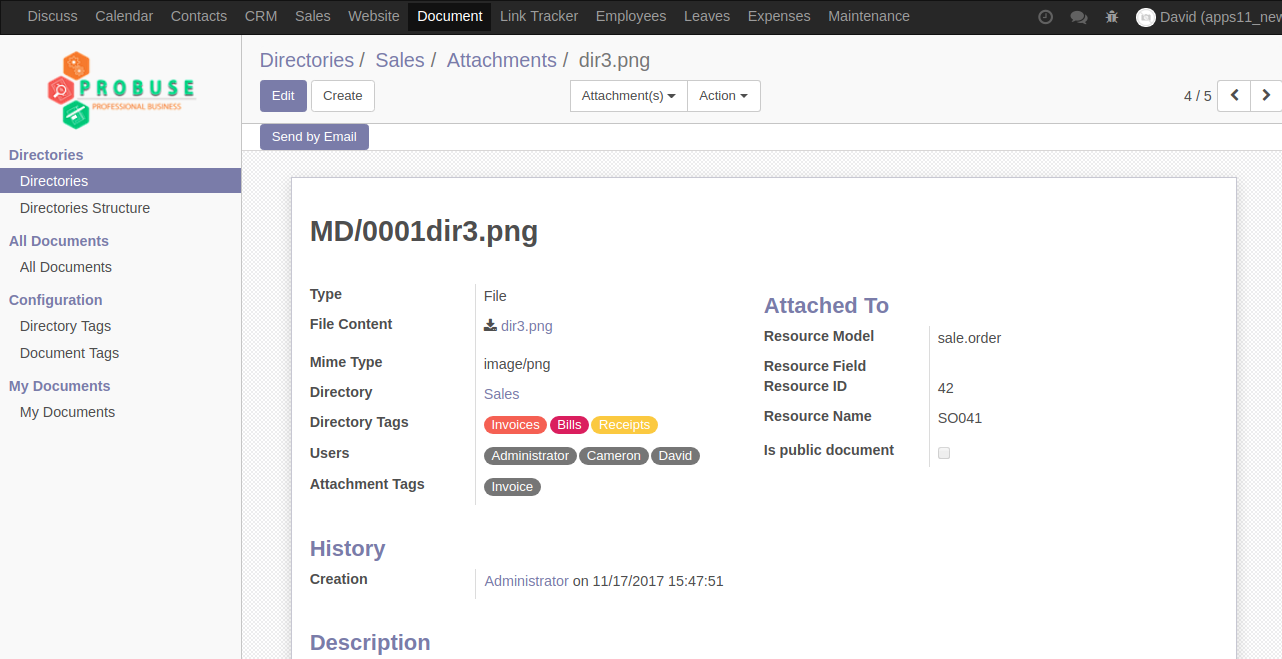 Discuss Calendar Contacts CRM Sales Website Document Link Tracker Employees Leaves Expenses Maintenance David (apps11_new
PROBUSE
PROFESSIONAL BUSINESS
Directories
Directories
Directories Structure
All Documents
All Documents
Configuration
Directory Tags
Document Tags
My Documents
My Documents
Directories / Sales / Attachments / dir3.png
Edit Create Attachment(s) Action 4 / 5
Send by Email
MD/0001dir3.png
Type File
File Content dir3.png
Mime Type image/png
Directory Sales
Directory Tags Invoices Bills Receipts
Users Administrator Cameron David
Attachment Tags Invoice
Attached To
Resource Model sale.order
Resource Field
Resource ID 42
Resource Name SO041
Is public document
History
Creation Administrator on 11/17/2017 15:47:51
Description